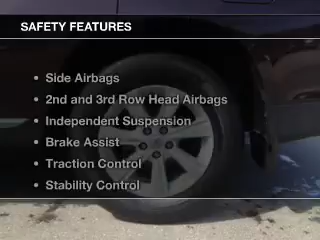 SAFETY FEATURES
• Side Airbags
• 2nd and 3rd Row Head Airbags
• Independent Suspension
• Brake Assist
• Traction Control
• Stability Control